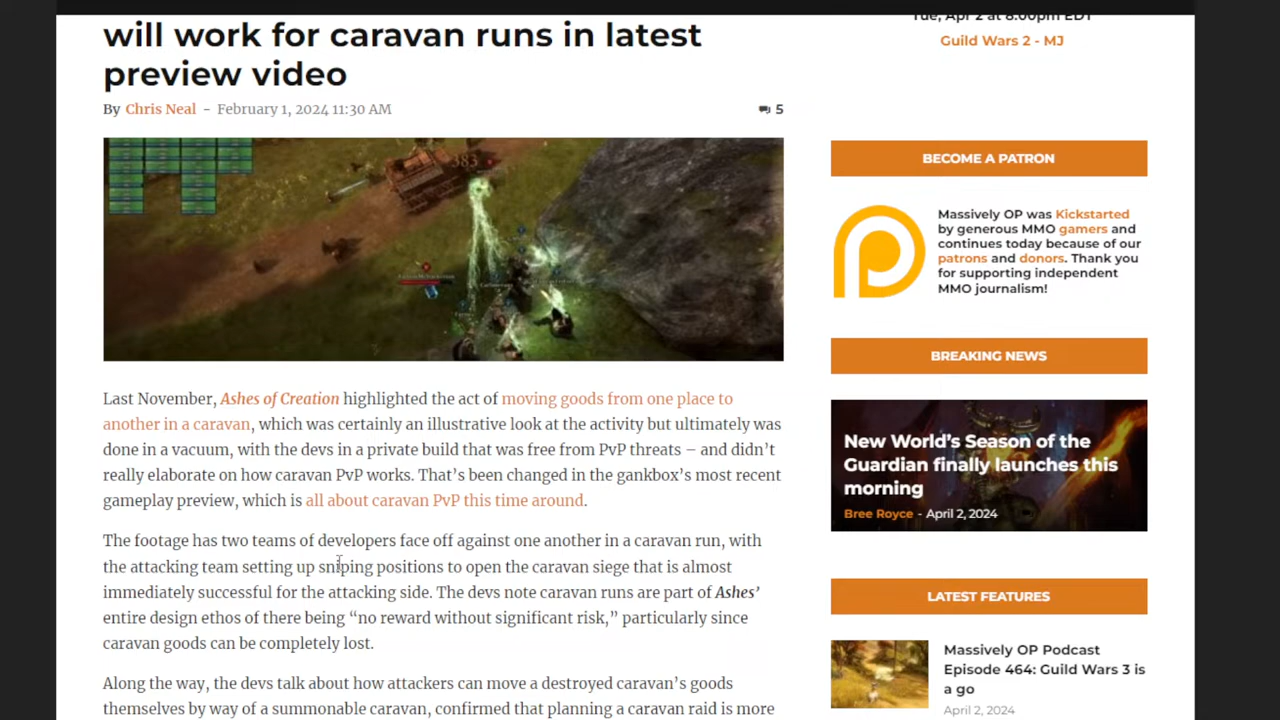 will work for caravan runs in latest
preview video
By Chris Neal - February 1, 2024 11:30 AM
5
383
Last November, Ashes of Creation highlighted the act of moving goods from one place to
another in a caravan, which was certainly an illustrative look at the activity but ultimately was
done in a vacuum, with the devs in a private build that was free from PvP threats – and didn't
really elaborate on how caravan PvP works. That's been changed in the gankbox's most recent
gameplay preview, which is all about caravan PvP this time around.
The footage has two teams of developers face off against one another in a caravan run, with
the attacking team setting up sniping positions to open the caravan siege that is almost
immediately successful for the attacking side. The devs note caravan runs are part of Ashes'
entire design ethos of there being “no reward without significant risk,” particularly since
caravan goods can be completely lost.
Along the way, the devs talk about how attackers can move a destroyed caravan's goods
themselves by way of a summonable caravan, confirmed that planning a caravan raid is more
Tue, Apr 2 at 8:00pm EDT
Guild Wars 2 - MJ
BECOME A PATRON
Massively OP was Kickstarted
by generous MMO gamers and
continues today because of our
patrons and donors. Thank you
for supporting independent
MMO journalism!
BREAKING NEWS
New World's Season of the
Guardian finally launches this
morning
Bree Royce - April 2, 2024
LATEST FEATURES
Massively OP Podcast
Episode 464: Guild Wars 3 is
a go
April 2, 2024